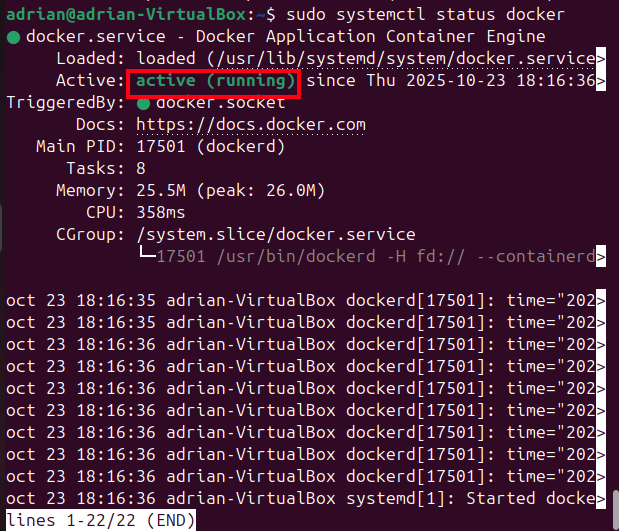 adrian@adrian-VirtualBox:~$ sudo systemctl status docker
● docker.service - Docker Application Container Engine
     Loaded: loaded (/usr/lib/systemd/system/docker.service>
     Active: active (running) since Thu 2025-10-23 18:16:36>
TriggeredBy: ● docker.socket
       Docs: https://docs.docker.com
   Main PID: 17501 (dockerd)
      Tasks: 8
     Memory: 25.5M (peak: 26.0M)
        CPU: 358ms
     CGroup: /system.slice/docker.service
             └─17501 /usr/bin/dockerd -H fd:// --containerd>
oct 23 18:16:35 adrian-VirtualBox dockerd[17501]: time="202>
oct 23 18:16:35 adrian-VirtualBox dockerd[17501]: time="202>
oct 23 18:16:36 adrian-VirtualBox dockerd[17501]: time="202>
oct 23 18:16:36 adrian-VirtualBox dockerd[17501]: time="202>
oct 23 18:16:36 adrian-VirtualBox dockerd[17501]: time="202>
oct 23 18:16:36 adrian-VirtualBox dockerd[17501]: time="202>
oct 23 18:16:36 adrian-VirtualBox dockerd[17501]: time="202>
oct 23 18:16:36 adrian-VirtualBox dockerd[17501]: time="202>
oct 23 18:16:36 adrian-VirtualBox dockerd[17501]: time="202>
oct 23 18:16:36 adrian-VirtualBox systemd[1]: Started docke>
lines 1-22/22 (END)